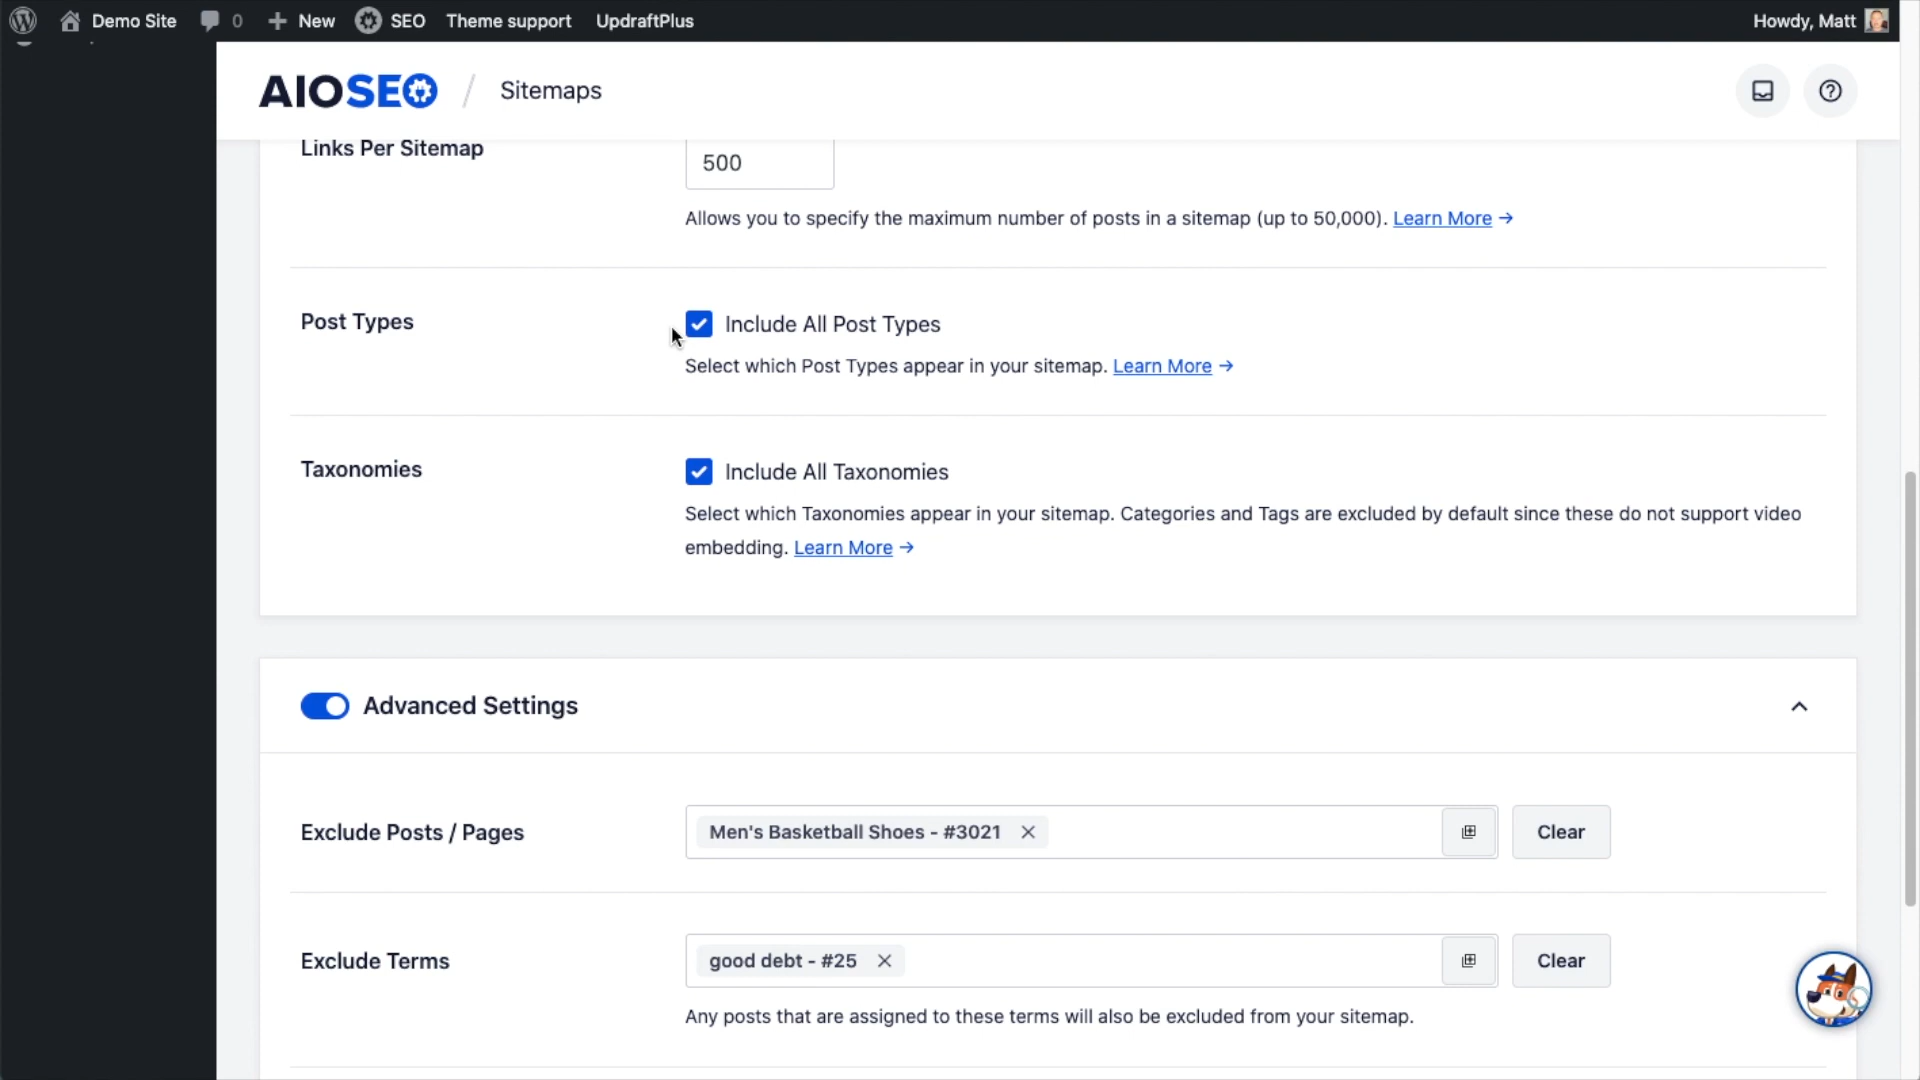 Demo Site 0 New SEO Theme support UpdraftPlus Howdy, Matt
AIOSEO / Sitemaps
Links Per Sitemap
500
Allows you to specify the maximum number of posts in a sitemap (up to 50,000). Learn More →
Post Types
Include All Post Types
Select which Post Types appear in your sitemap. Learn More →
Taxonomies
Include All Taxonomies
Select which Taxonomies appear in your sitemap. Categories and Tags are excluded by default since these do not support video
embedding. Learn More →
Advanced Settings
Exclude Posts / Pages
Men's Basketball Shoes - #3021
Clear
Exclude Terms
good debt - #25
Clear
Any posts that are assigned to these terms will also be excluded from your sitemap.